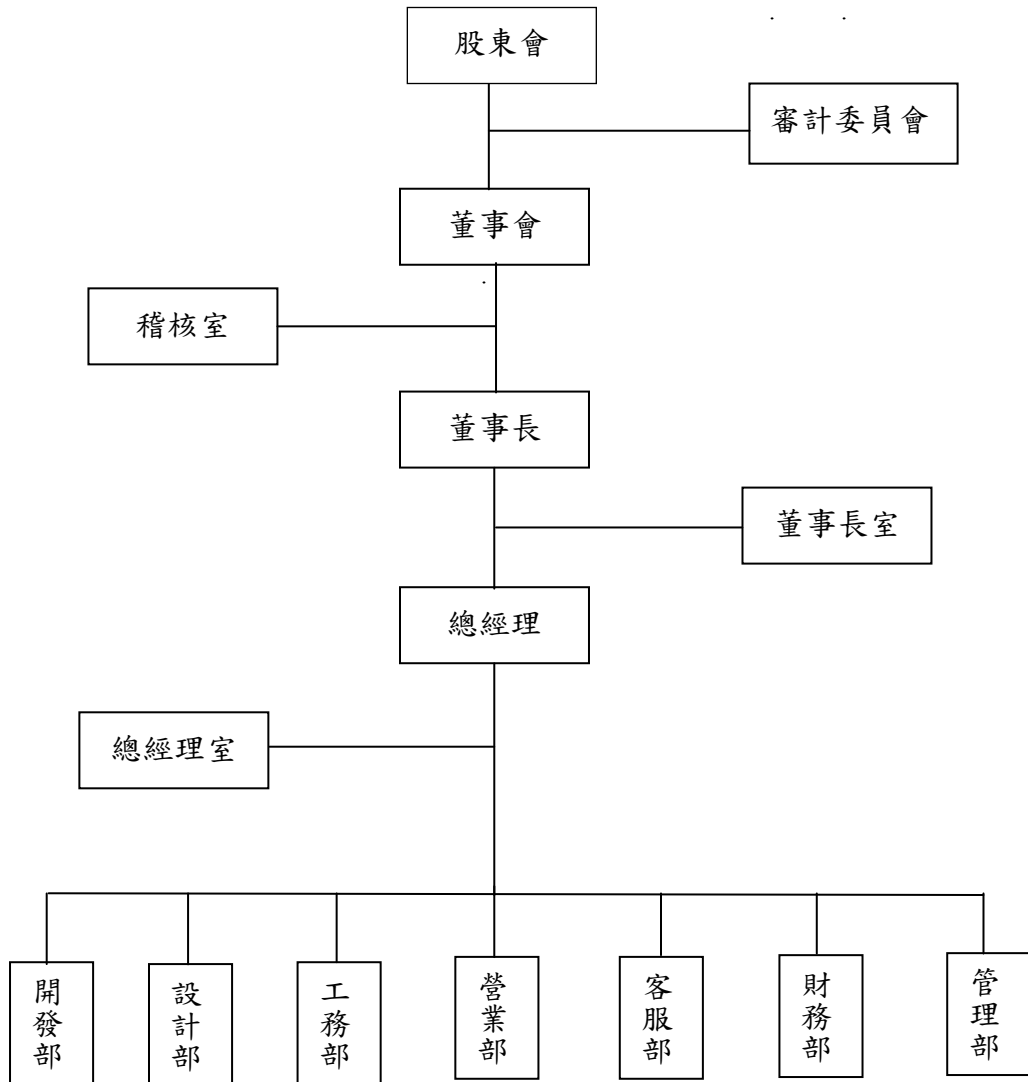 股東會
審計委員會
董事會
稽核室
董事長
董事長室
總經理
總經理室
開發部
設計部
工務部
營業部
客服部
財務部
管理部